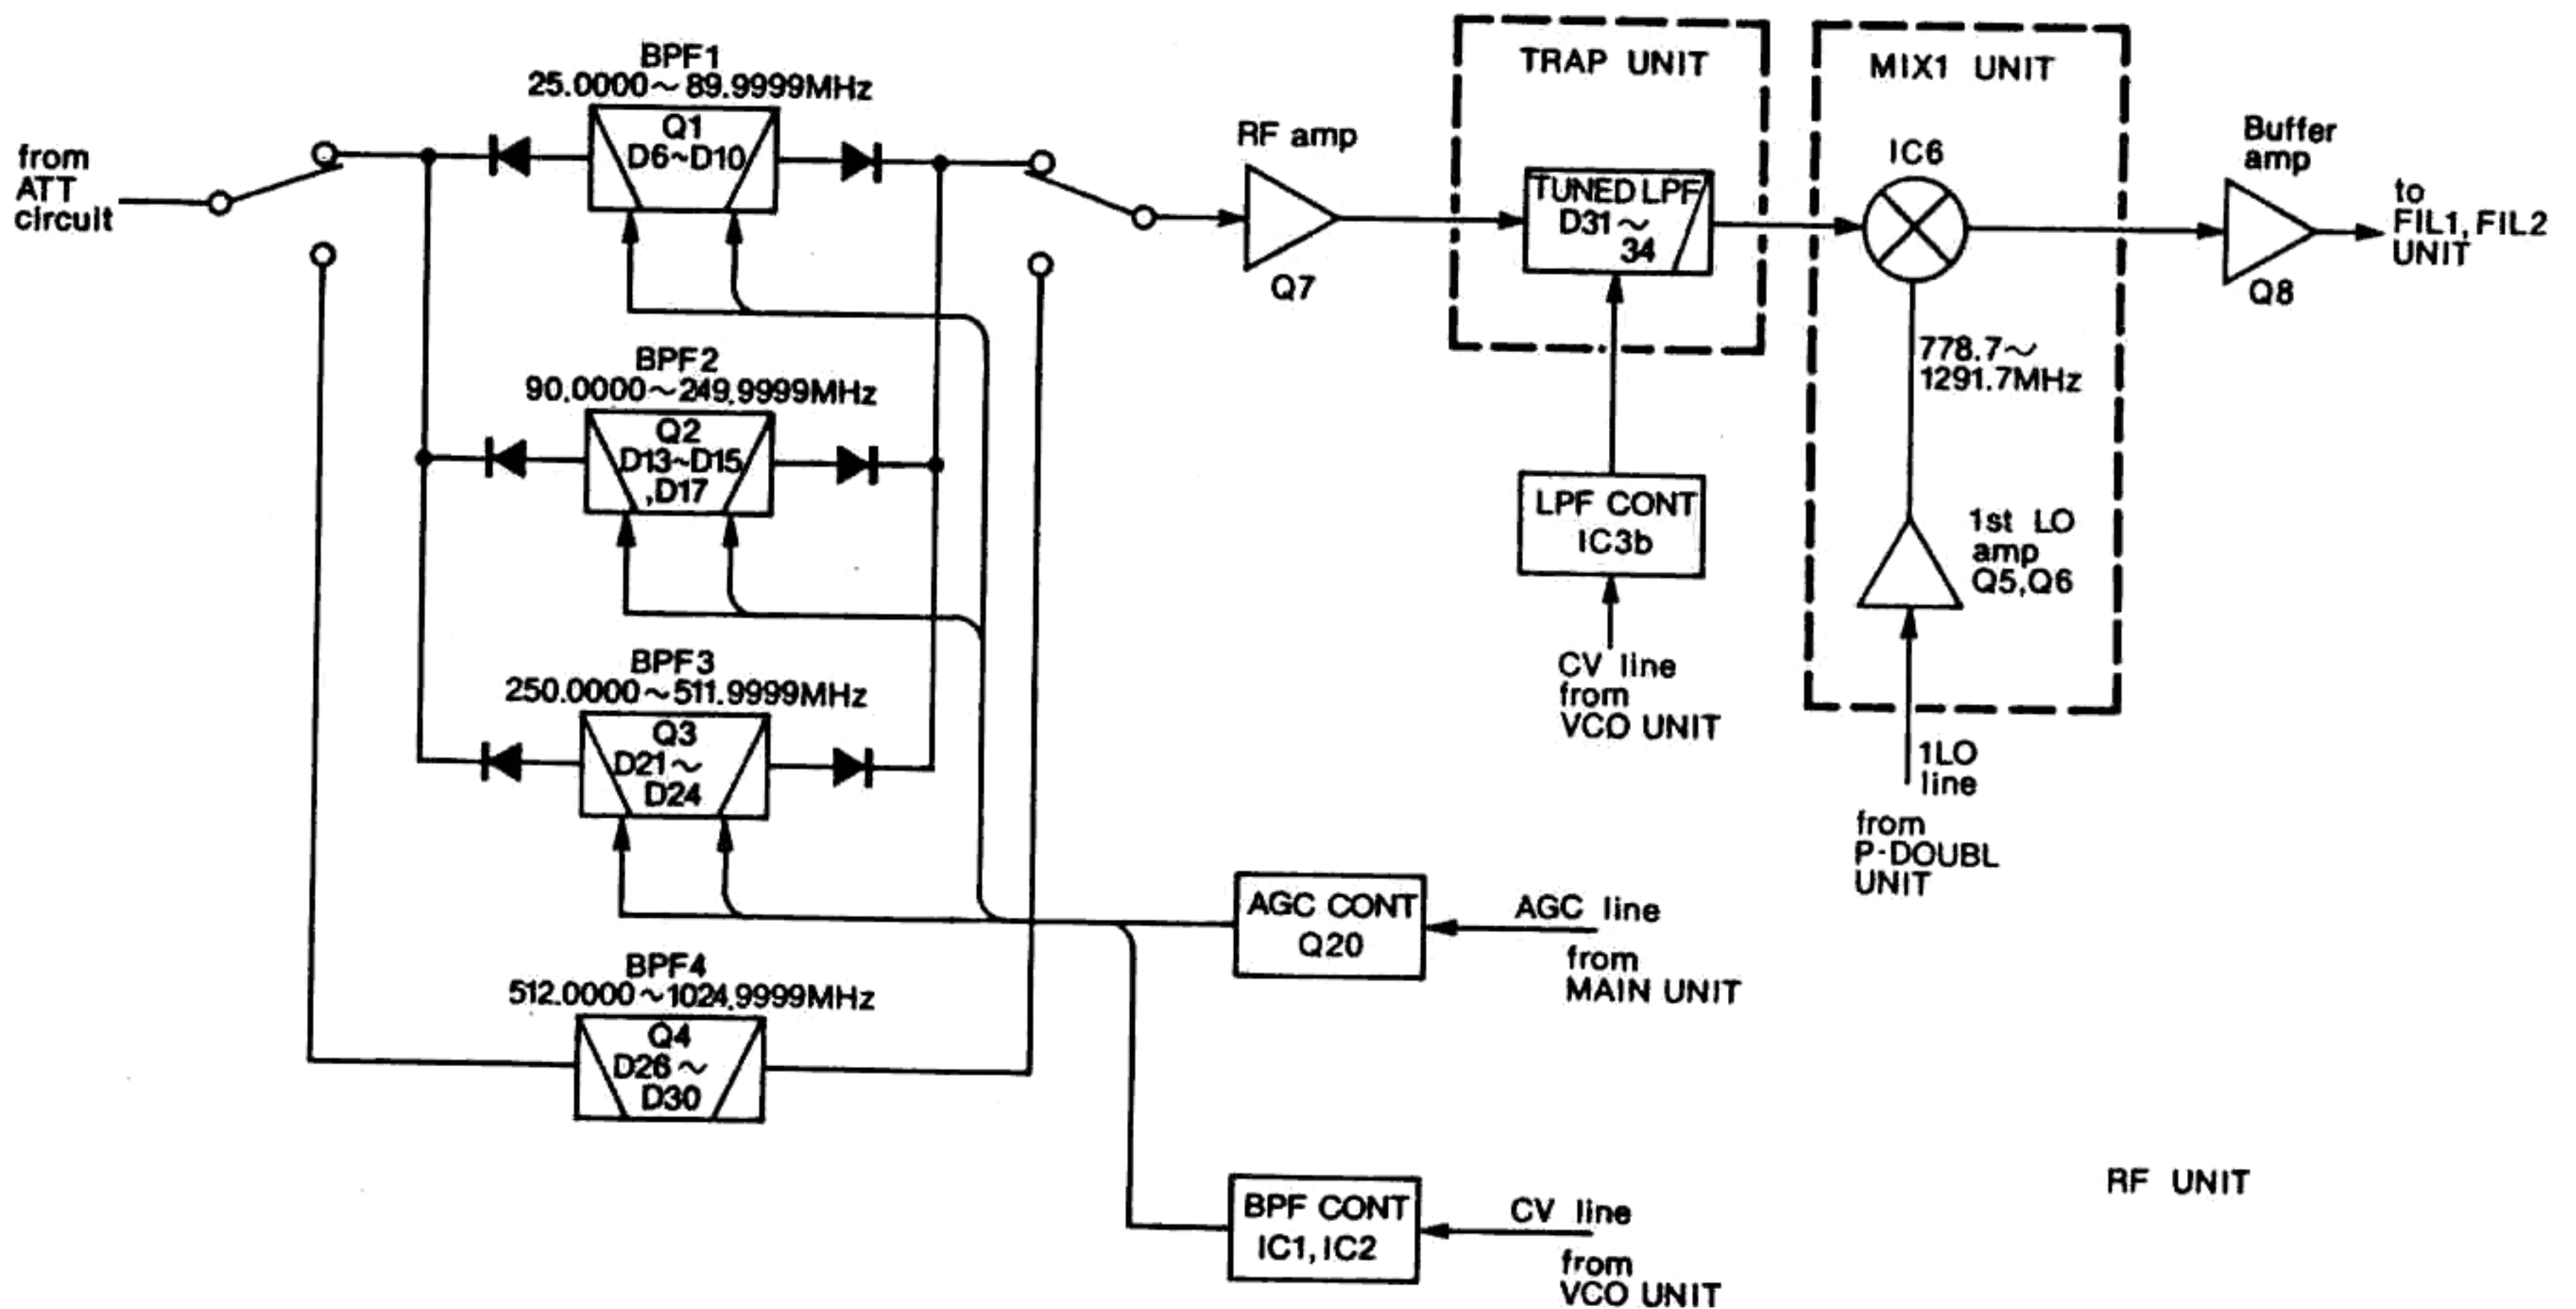 from
ATT
circuit
BPF1
25.0000~89.9999MHz
Q1
D6~D10
BPF2
90.0000~249.9999MHz
Q2
D13~D15
,D17
BPF3
250.0000~511.9999MHz
Q3
D21~
D24
BPF4
512.0000~1024.9999MHz
Q4
D26~
D30
RF amp
Q7
TRAP UNIT
TUNED LPF
D31~
34
LPF CONT
IC3b
CV line
from
VCO UNIT
MIX1 UNIT
IC6
778.7~
1291.7MHz
1st LO
amp
Q5,Q6
1LO
line
from
P-DOUBL
UNIT
Buffer
amp
Q8
to
FIL1, FIL2
UNIT
AGC CONT
Q20
AGC line
from
MAIN UNIT
BPF CONT
IC1, IC2
CV line
from
VCO UNIT
RF UNIT